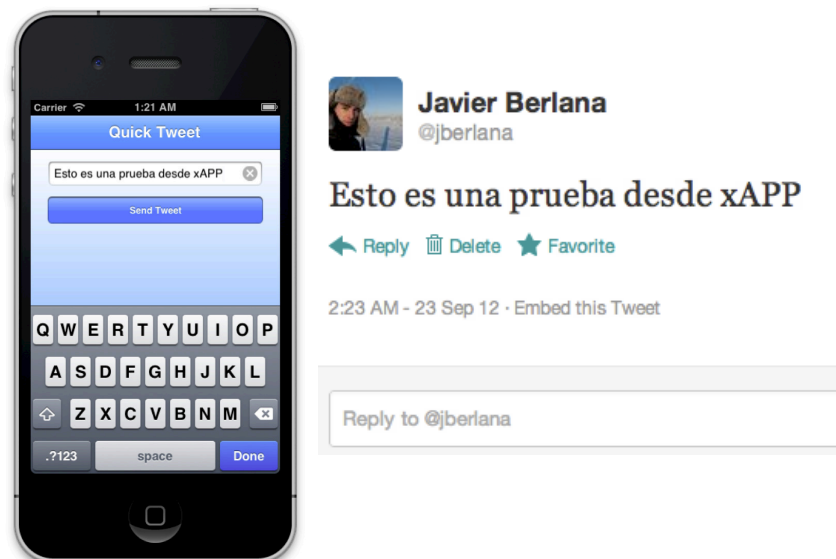 Carrier 1:21 AM
Quick Tweet
Esto es una prueba desde xAPP
Send Tweet
Q W E R T Y U I O P
A S D F G H J K L
Z X C V B N M
.?123 space Done
Javier Berlana
@jberlana
Esto es una prueba desde xAPP
Reply Delete Favorite
2:23 AM - 23 Sep 12 · Embed this Tweet
Reply to @jberlana